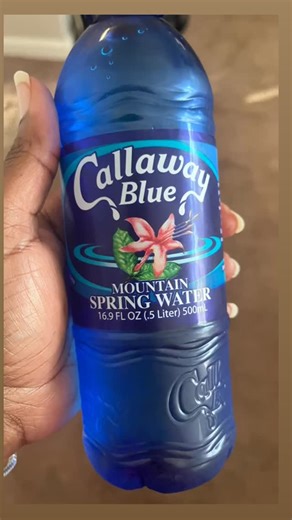 Callaway
Blue
MOUNTAIN
SPRING WATER
16.9 FL OZ (.5 Liter) 500mL